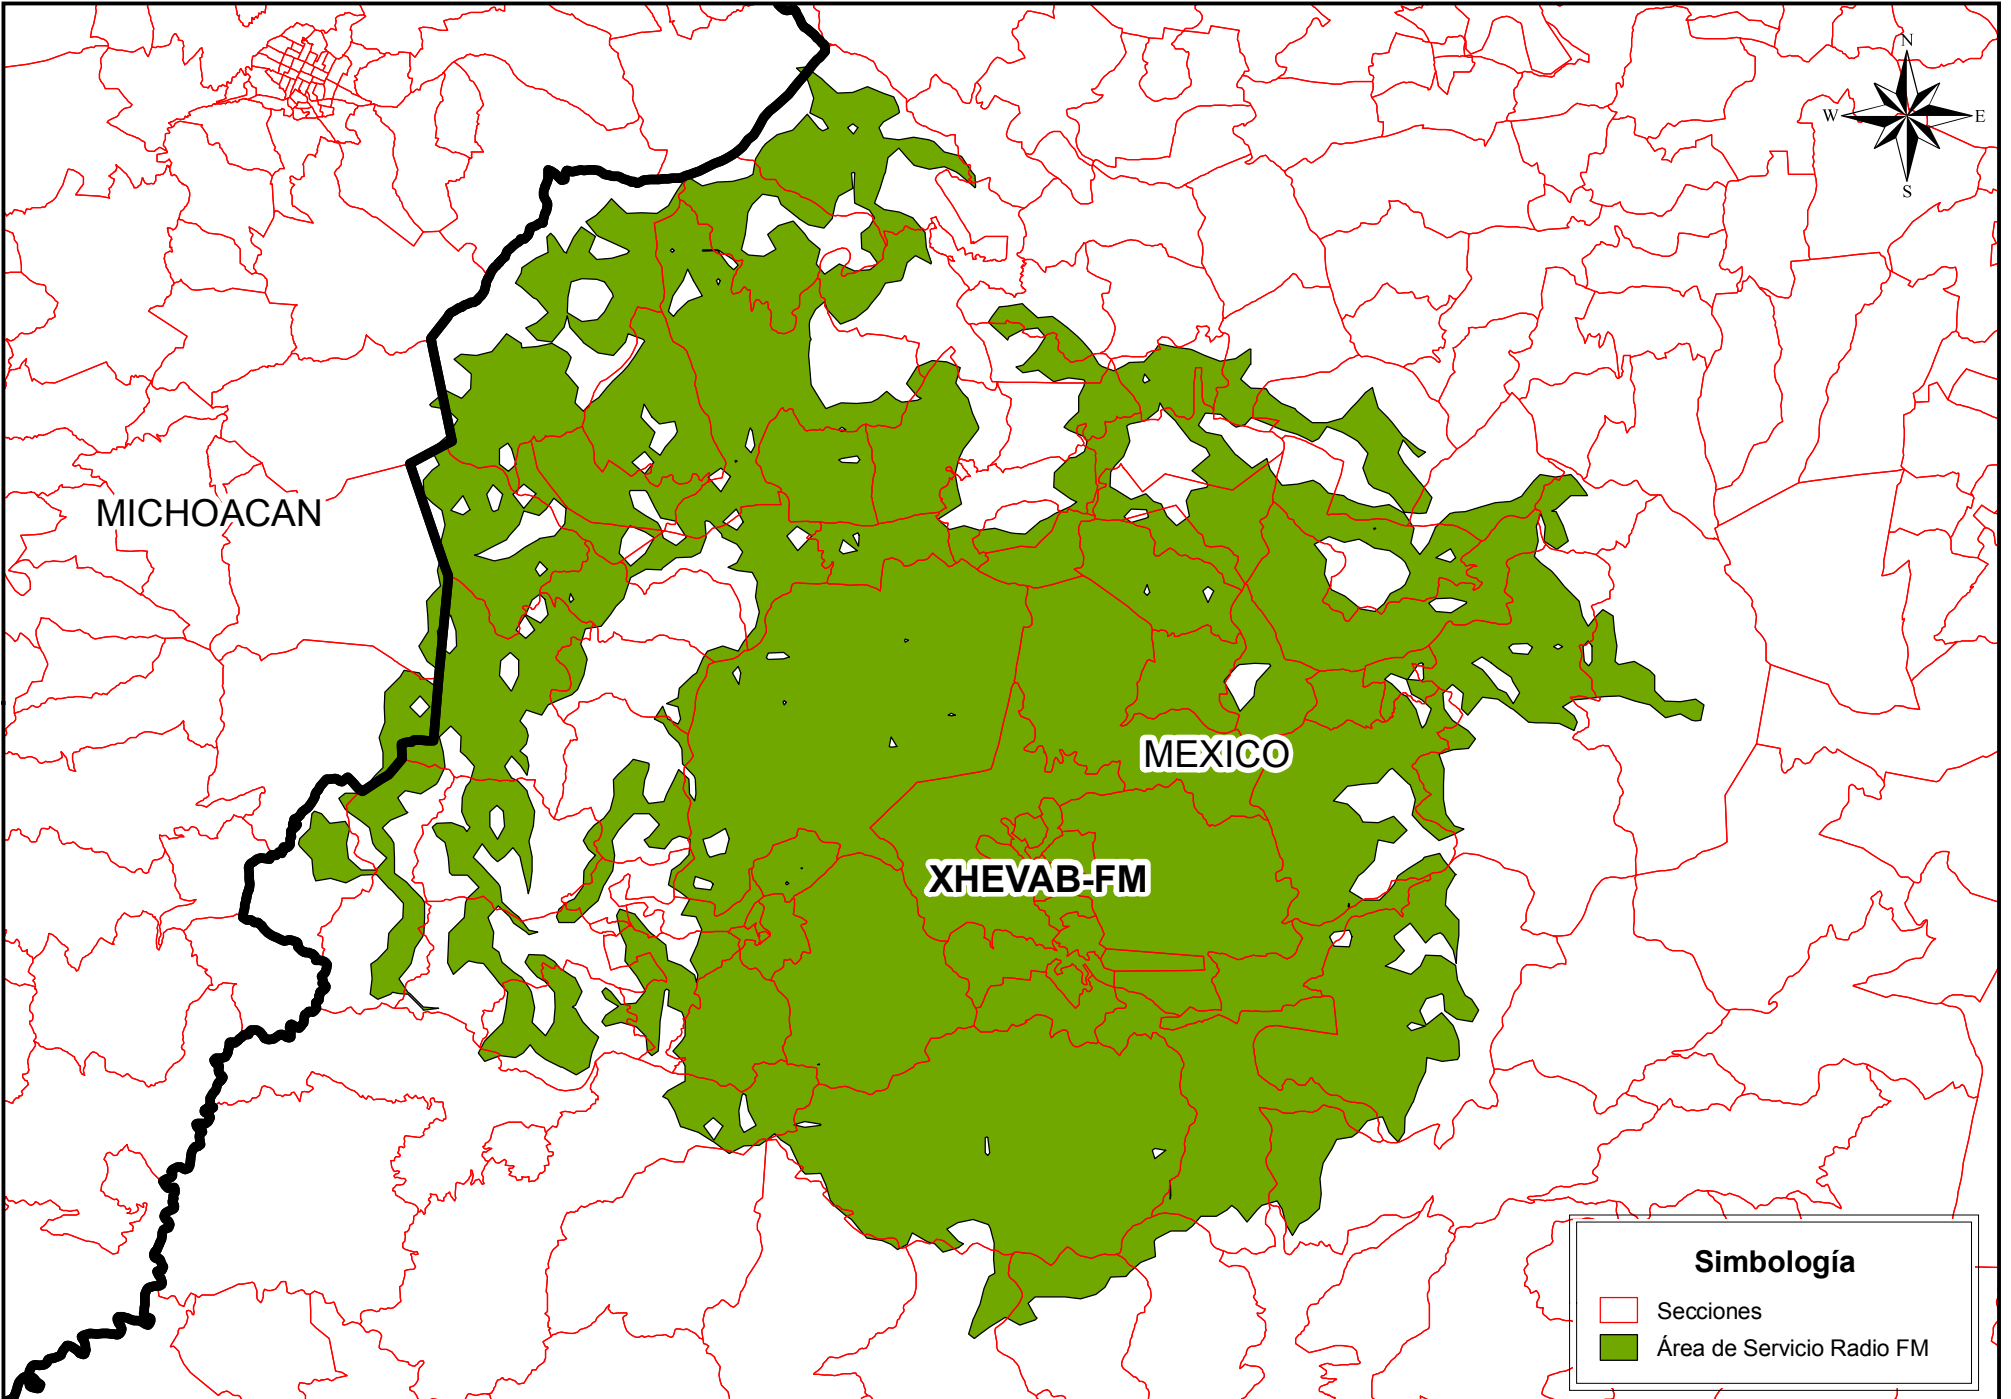 N
W E
S
MICHOACAN
MEXICO
XHEVAB-FM
Simbología
Secciones
Área de Servicio Radio FM